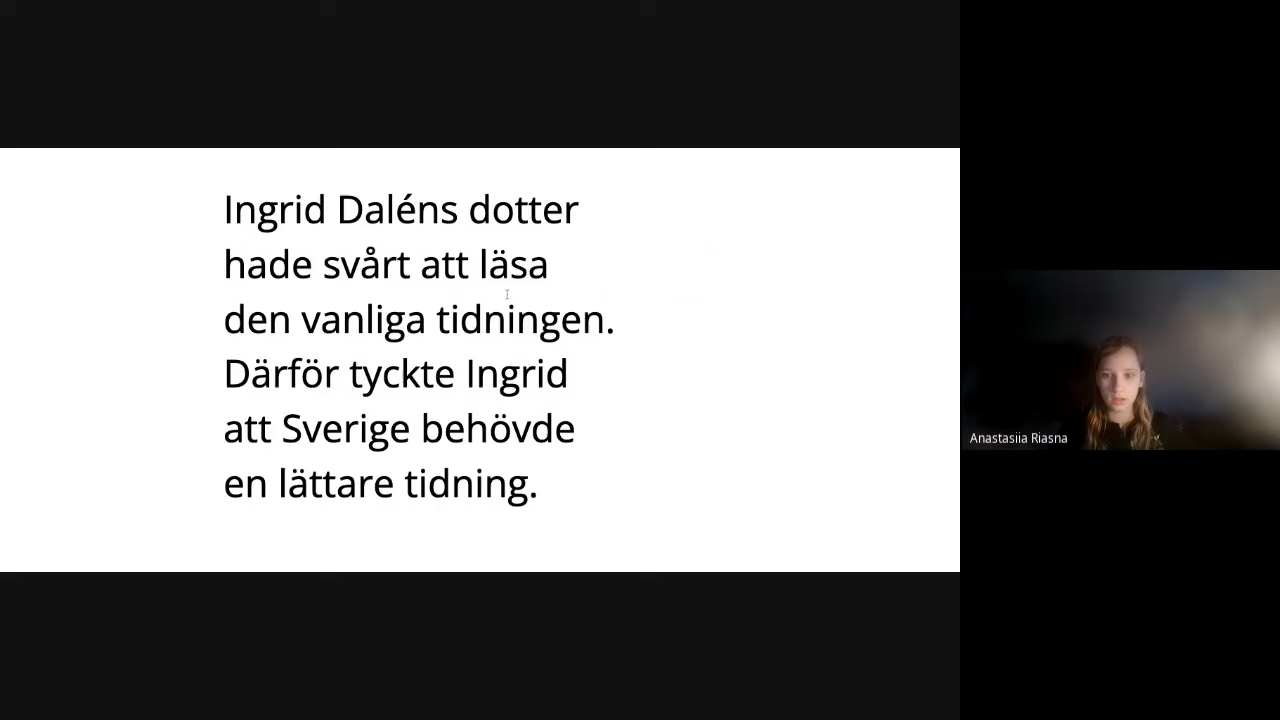 Ingrid Daléns dotter
hade svårt att läsa
den vanliga tidningen.
Därför tyckte Ingrid
att Sverige behövde
en lättare tidning.
Anastasiia Riasna